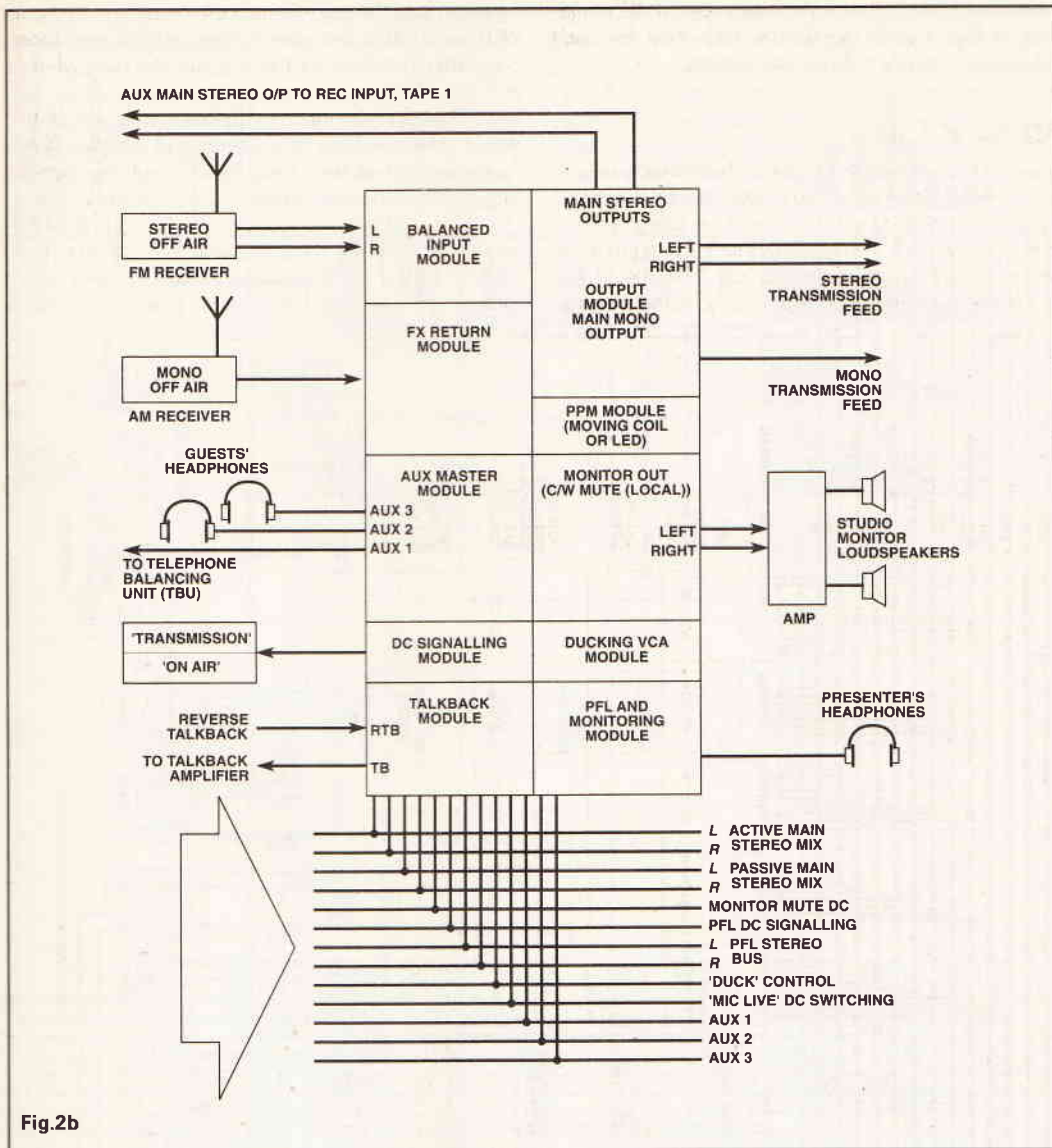 AUX MAIN STEREO O/P TO REC INPUT, TAPE 1
STEREO
OFF AIR
FM RECEIVER
MONO
OFF AIR
AM RECEIVER
GUESTS'
HEADPHONES
TO TELEPHONE
BALANCING
UNIT (TBU)
'TRANSMISSION'
'ON AIR'
REVERSE
TALKBACK
TO TALKBACK
AMPLIFIER
L
R
BALANCED
INPUT
MODULE
FX RETURN
MODULE
AUX MASTER
MODULE
AUX 3
AUX 2
AUX 1
DC SIGNALLING
MODULE
TALKBACK
MODULE
RTB
TB
MAIN STEREO
OUTPUTS
LEFT
RIGHT
OUTPUT
MODULE
MAIN MONO
OUTPUT
PPM MODULE
(MOVING COIL
OR LED)
MONITOR OUT
(C/W MUTE (LOCAL))
LEFT
RIGHT
DUCKING VCA
MODULE
PFL AND
MONITORING
MODULE
STEREO
TRANSMISSION
FEED
MONO
TRANSMISSION
FEED
STUDIO
MONITOR
LOUDSPEAKERS
AMP
PRESENTER'S
HEADPHONES
L ACTIVE MAIN
R STEREO MIX
L PASSIVE MAIN
R STEREO MIX
MONITOR MUTE DC
PFL DC SIGNALLING
L PFL STEREO
R BUS
'DUCK' CONTROL
'MIC LIVE' DC SWITCHING
AUX 1
AUX 2
AUX 3
Fig.2b